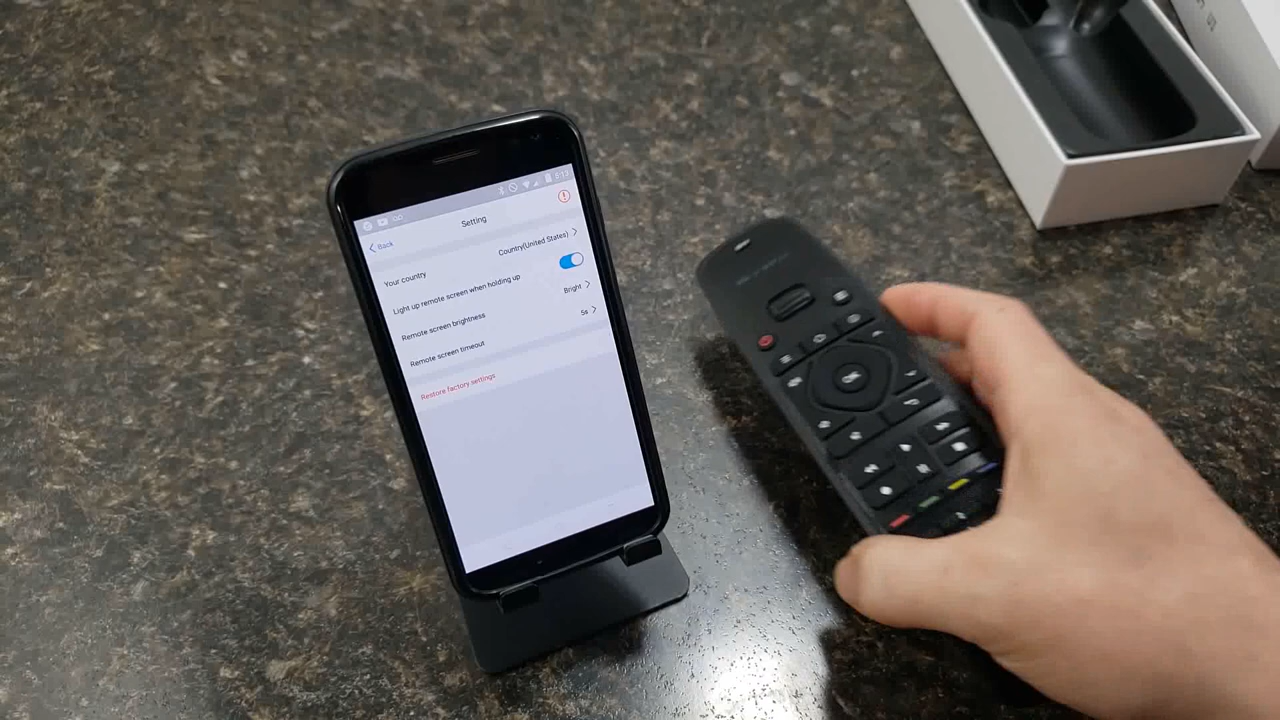 Setting
Back
Your country Country(United States)
Light up remote screen when holding up
Remote screen brightness Bright
Remote screen timeout 5s
Restore factory settings